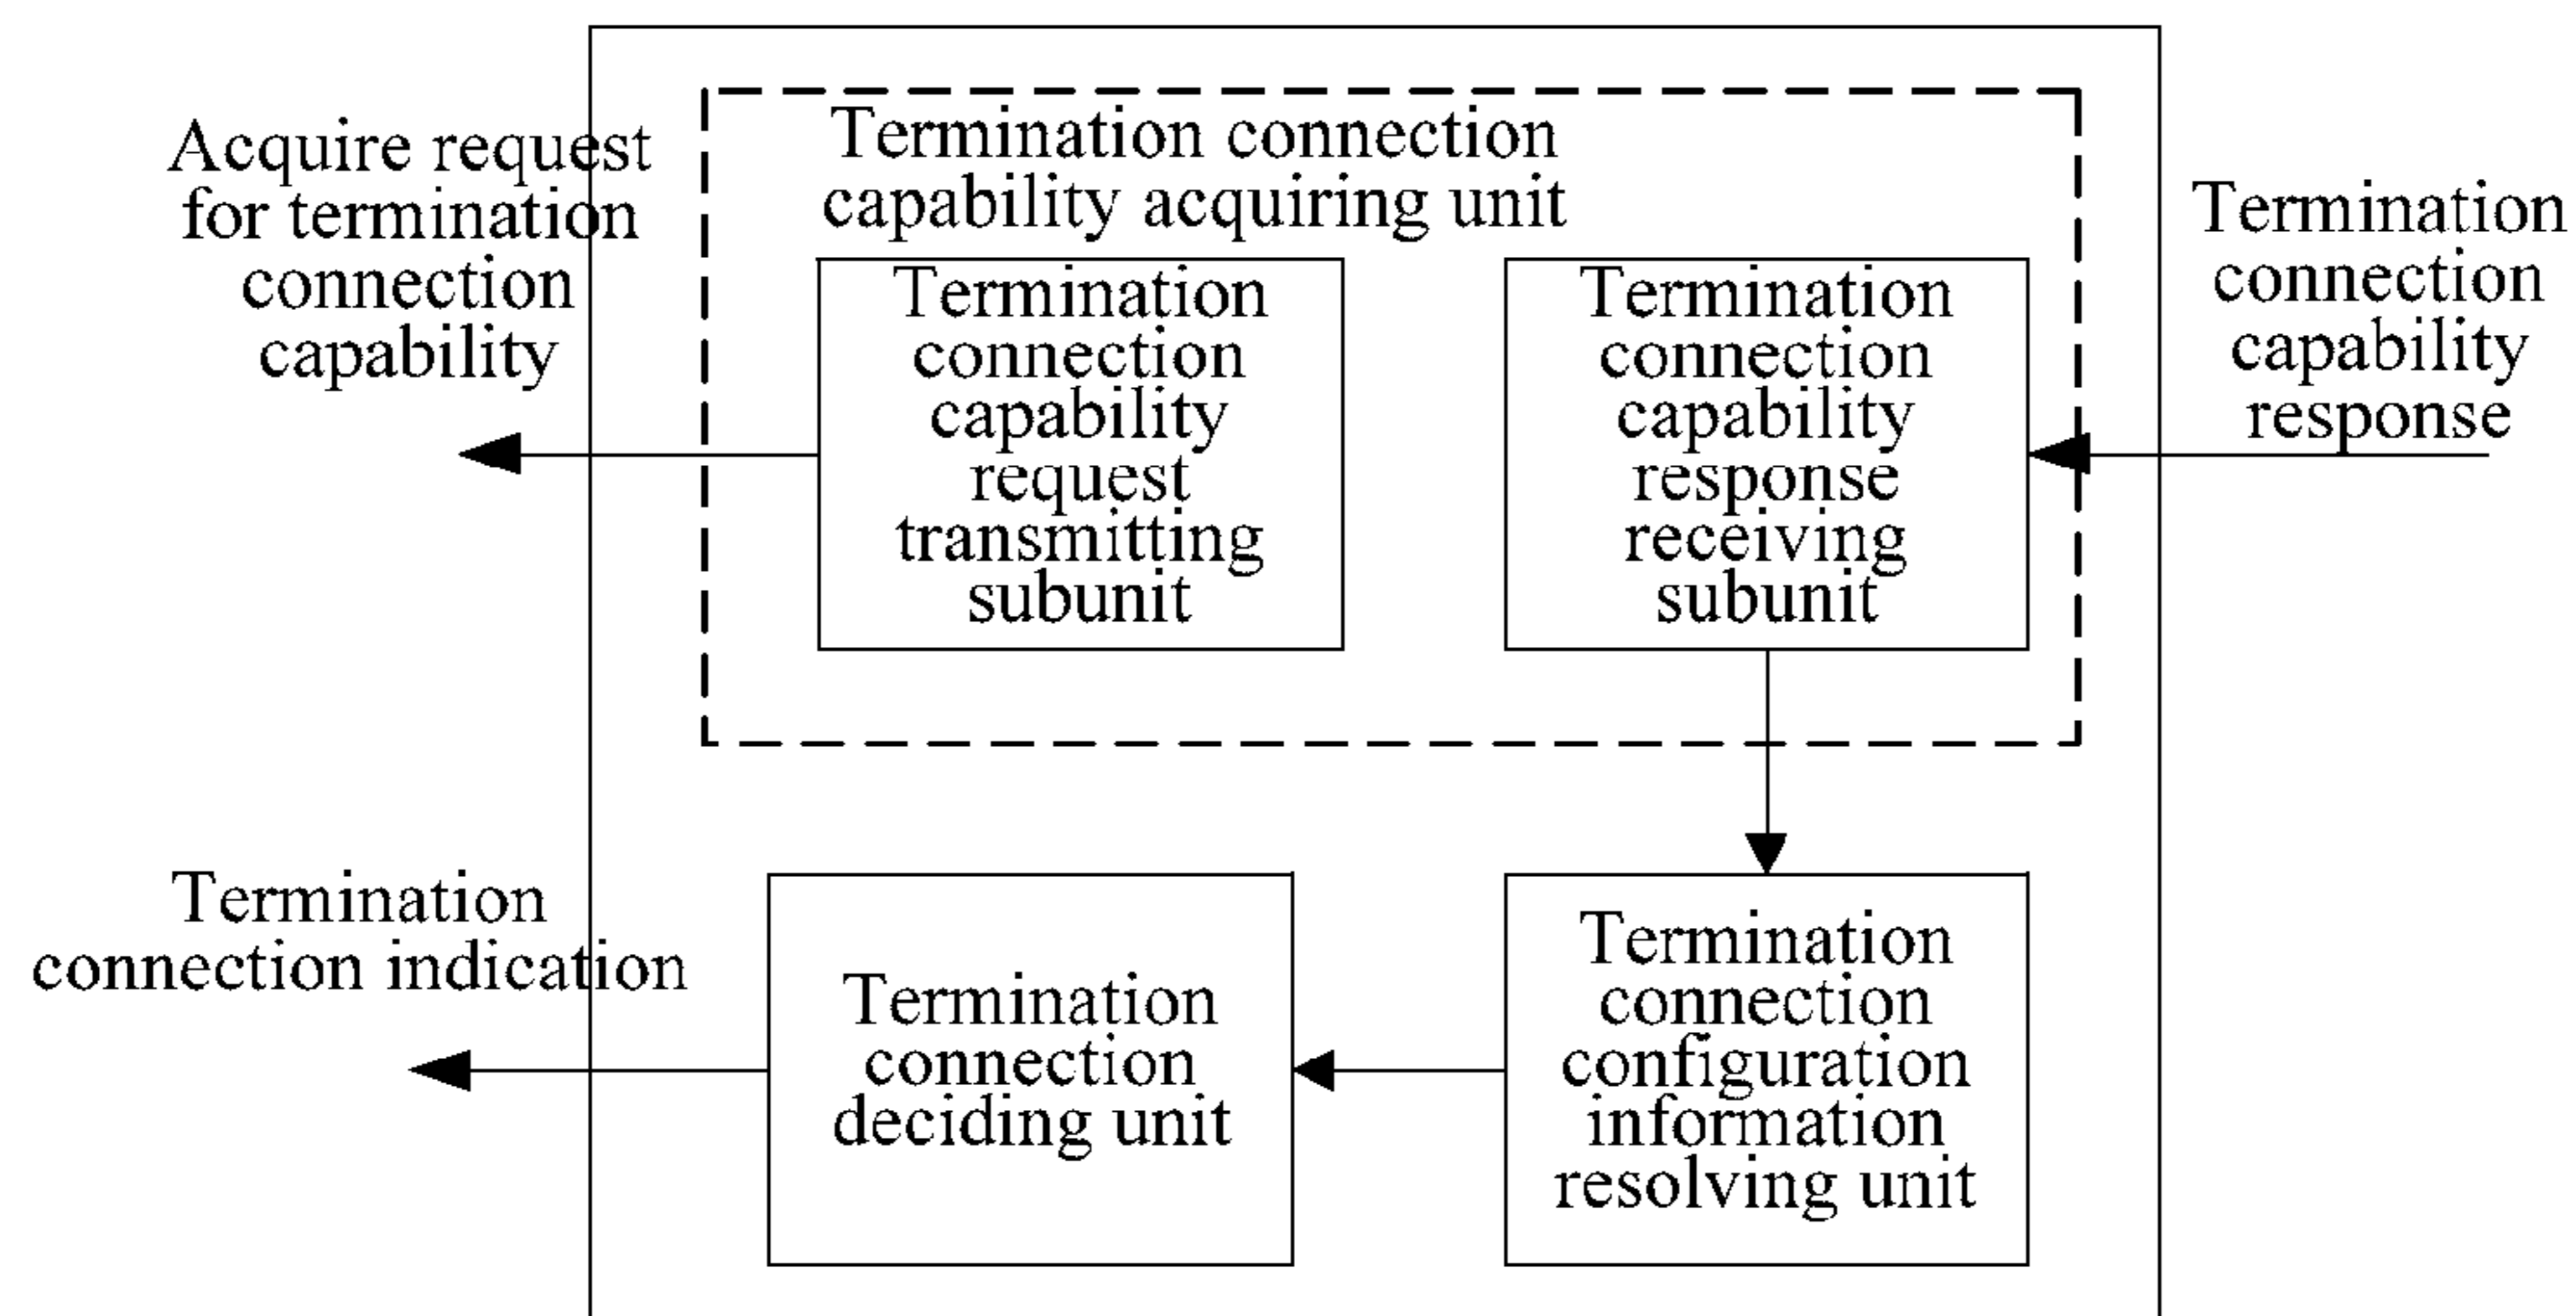 Acquire request
for termination
connection
capability
Termination connection
capability acquiring unit
Termination
connection
capability
request
transmitting
subunit
Termination
connection
capability
response
receiving
subunit
Termination
connection
capability
response
Termination
connection indication
Termination
connection
deciding unit
Termination
connection
configuration
information
resolving unit